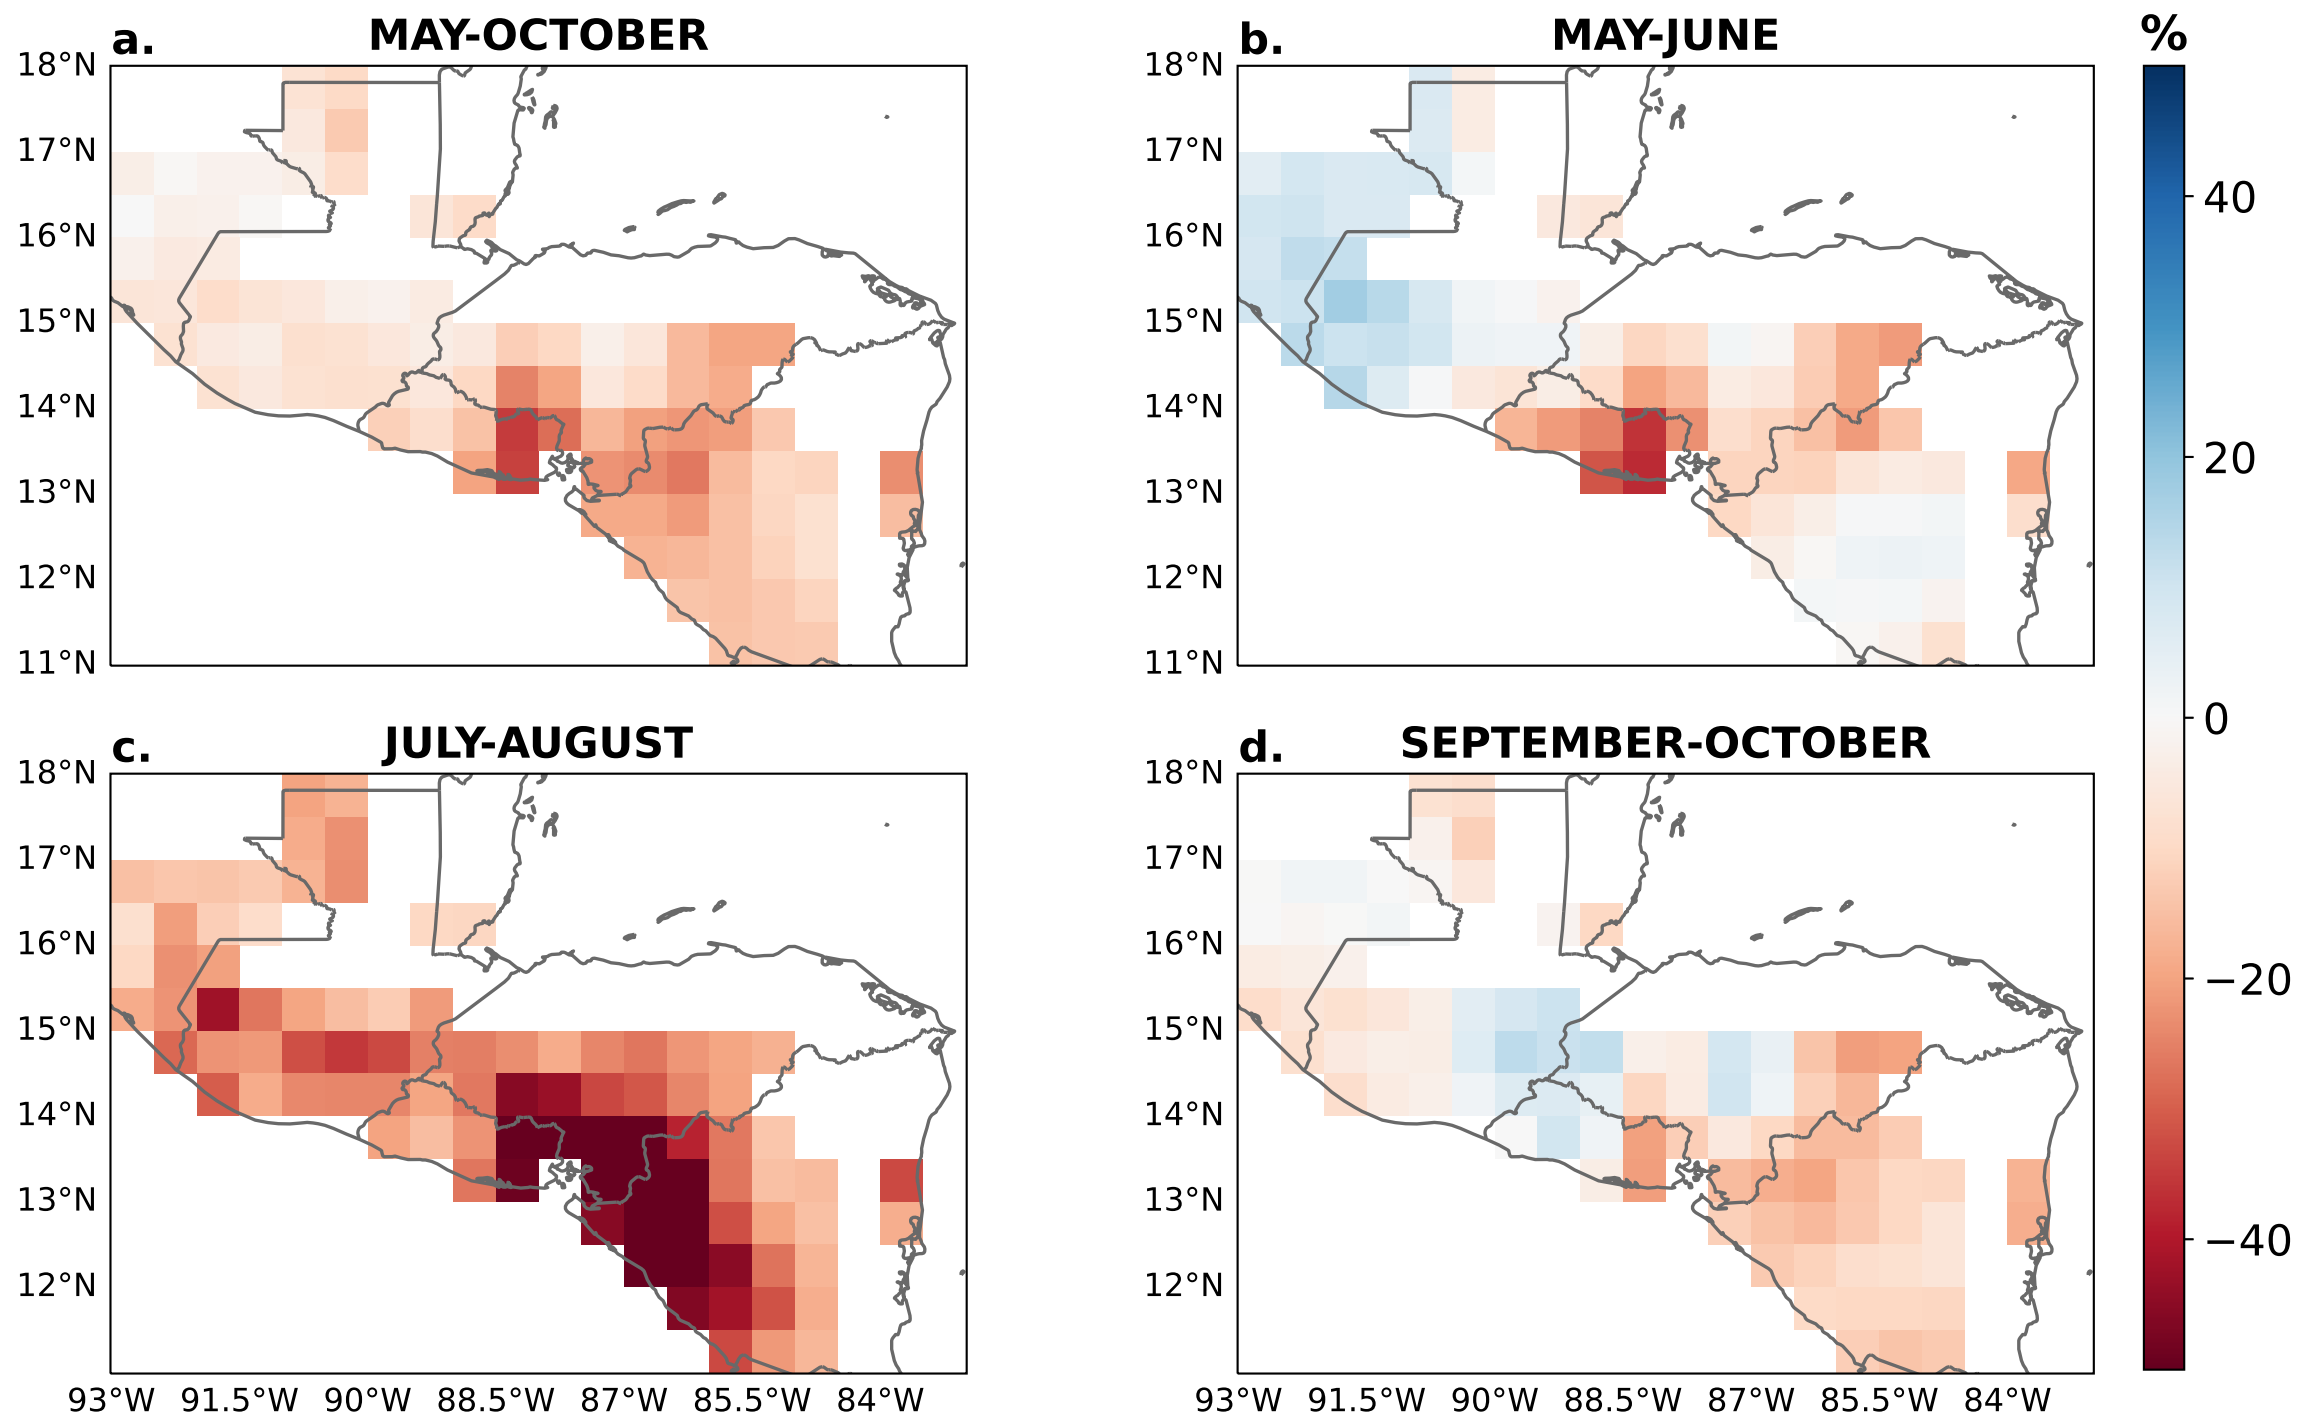 a. MAY-OCTOBER
b. MAY-JUNE
%
18°N
17°N
16°N
15°N
14°N
13°N
12°N
11°N
18°N
17°N
16°N
15°N
14°N
13°N
12°N
11°N
c. JULY-AUGUST
d. SEPTEMBER-OCTOBER
18°N
17°N
16°N
15°N
14°N
13°N
12°N
93°W 91.5°W 90°W 88.5°W 87°W 85.5°W 84°W
18°N
17°N
16°N
15°N
14°N
13°N
12°N
93°W 91.5°W 90°W 88.5°W 87°W 85.5°W 84°W
40
20
0
−20
−40